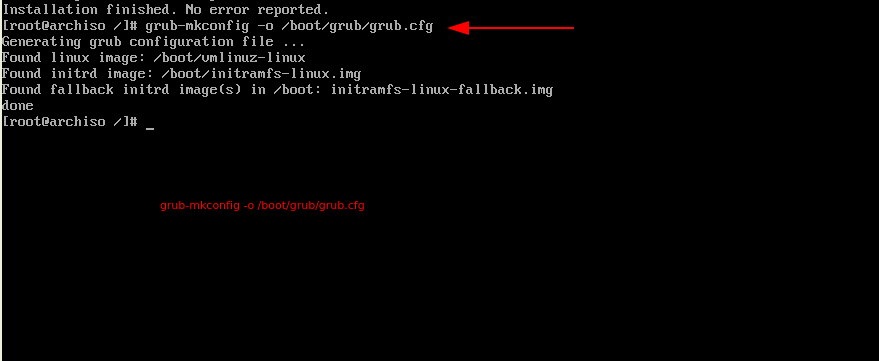 Installation finished. No error reported.
[root@archiso /]# grub-mkconfig -o /boot/grub/grub.cfg
Generating grub configuration file ...
Found linux image: /boot/vmlinuz-linux
Found initrd image: /boot/initramfs-linux.img
Found fallback initrd image(s) in /boot: initramfs-linux-fallback.img
done
[root@archiso /]# _
grub-mkconfig -o /boot/grub/grub.cfg